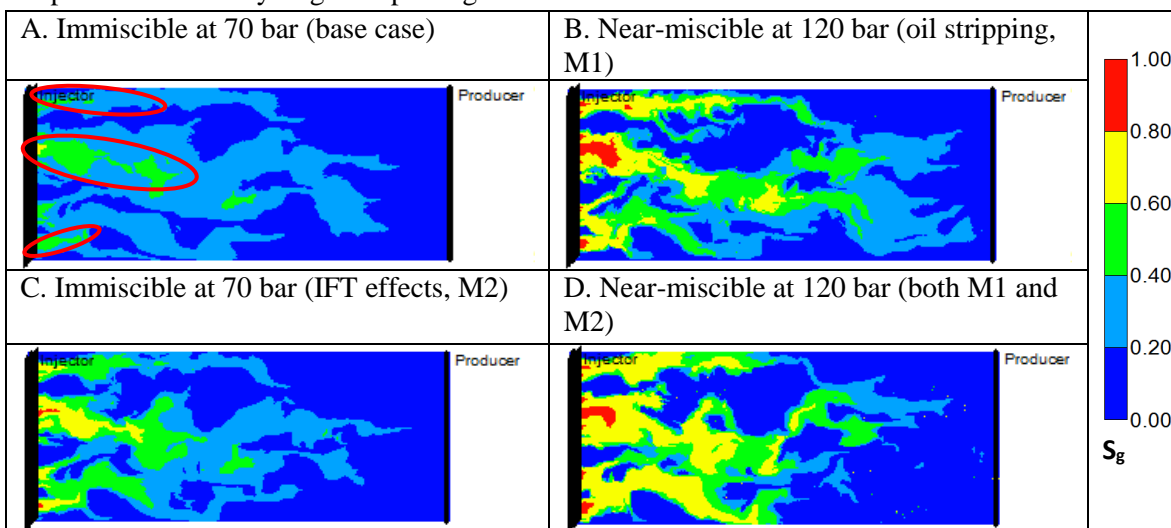 A. Immiscible at 70 bar (base case)
B. Near-miscible at 120 bar (oil stripping,
M1)
Injector
Producer
Injector
Producer
C. Immiscible at 70 bar (IFT effects, M2)
D. Near-miscible at 120 bar (both M1 and
M2)
Injector
Producer
Injector
Producer
1.00
0.80
0.60
0.40
0.20
0.00
Sg